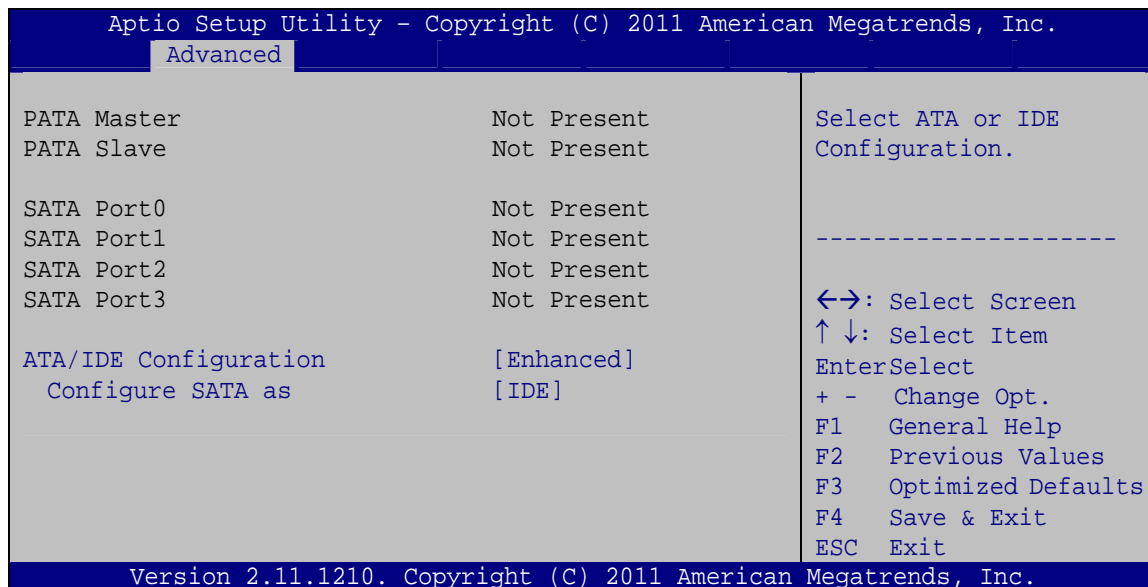 Aptio Setup Utility – Copyright (C) 2011 American Megatrends, Inc.
Advanced
PATA Master Not Present
PATA Slave Not Present
SATA Port0 Not Present
SATA Port1 Not Present
SATA Port2 Not Present
SATA Port3 Not Present
ATA/IDE Configuration [Enhanced]
Configure SATA as [IDE]
Select ATA or IDE
Configuration.
---------------------
←→: Select Screen
↑ ↓: Select Item
EnterSelect
+ - Change Opt.
F1 General Help
F2 Previous Values
F3 Optimized Defaults
F4 Save & Exit
ESC Exit
Version 2.11.1210. Copyright (C) 2011 American Megatrends, Inc.